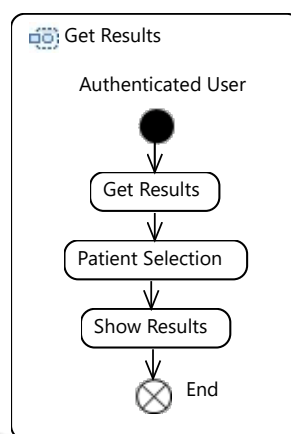 Get Results
Authenticated User
Get Results
Patient Selection
Show Results
End